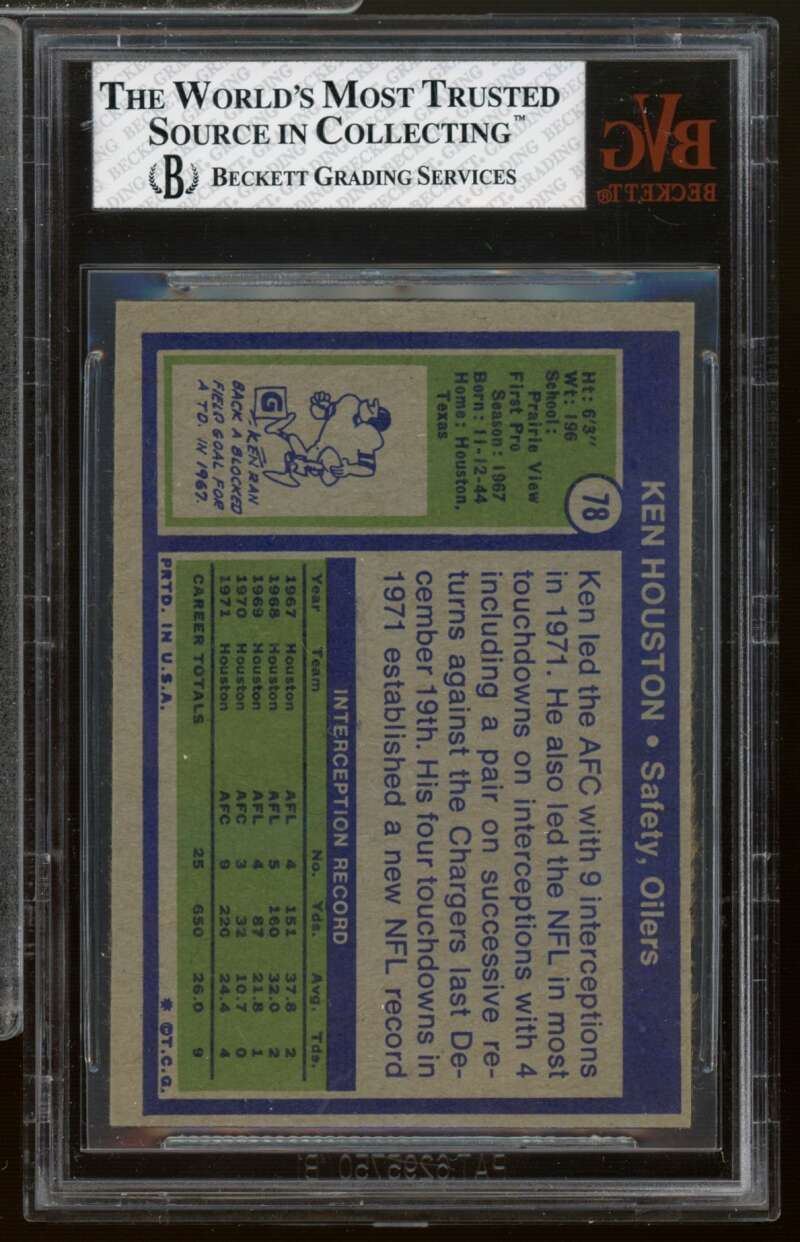 THE WORLD'S MOST TRUSTED
SOURCE IN COLLECTING™
B BECKETT GRADING SERVICES
BVG
BECKETT®
KEN HOUSTON • Safety, Oilers
78
Ht: 6'3"
Wt: 196
School:
Prairie View
First Pro
Season: 1967
Born: 11-12-44
Home: Houston,
Texas
G
KEN RAN
BACK A BLOCKED
FIELD GOAL FOR
A TD. IN 1967.
Ken led the AFC with 9 interceptions
in 1971. He also led the NFL in most
touchdowns on interceptions with 4
including a pair on successive re-
turns against the Chargers last De-
cember 19th. His four touchdowns in
1971 established a new NFL record
INTERCEPTION RECORD
Year Team No. Yds. Avg. Tds.
1967 Houston AFL 4 151 37.8 2
1968 Houston AFL 5 160 32.0 2
1969 Houston AFL 4 87 21.8 1
1970 Houston AFC 3 32 10.7 0
1971 Houston AFC 9 220 24.4 4
CAREER TOTALS 25 650 26.0 9
PRTD. IN U.S.A. * ©T.C.G.